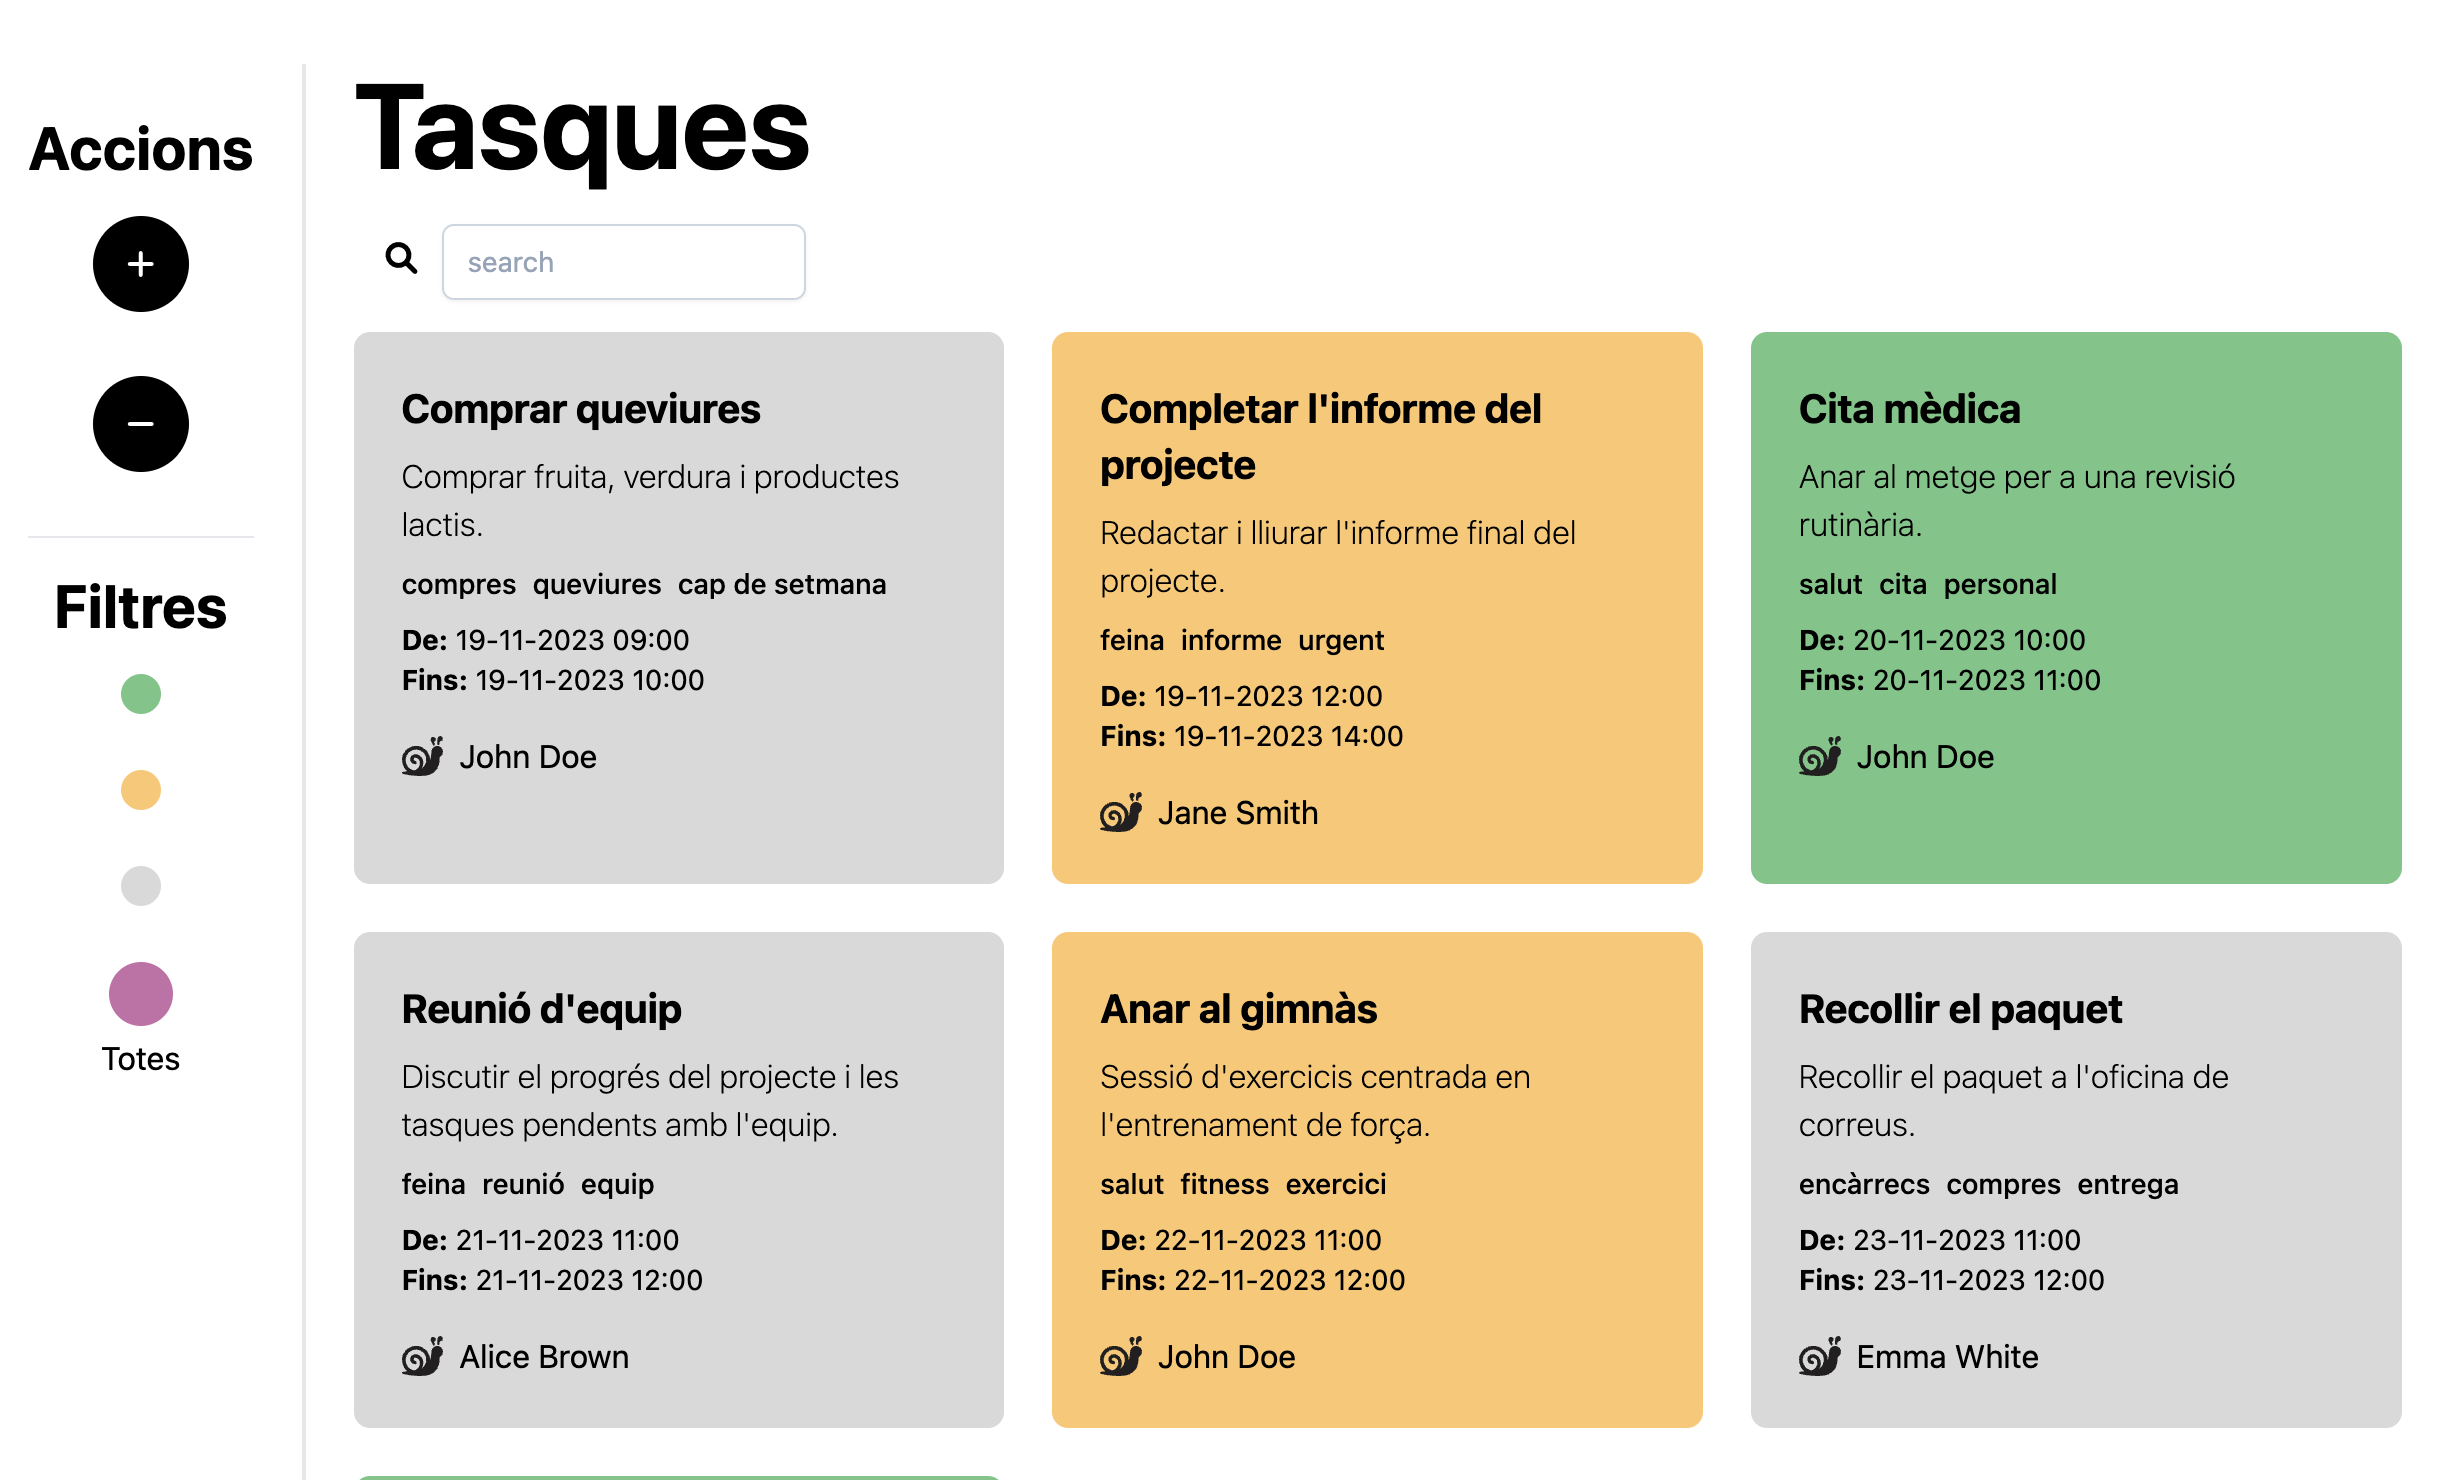 Accions
+
−
Filtres
Totes
Tasques
search
Comprar queviures
Comprar fruita, verdura i productes
lactis.
compres queviures cap de setmana
De: 19-11-2023 09:00
Fins: 19-11-2023 10:00
John Doe
Completar l'informe del
projecte
Redactar i lliurar l'informe final del
projecte.
feina informe urgent
De: 19-11-2023 12:00
Fins: 19-11-2023 14:00
Jane Smith
Cita mèdica
Anar al metge per a una revisió
rutinària.
salut cita personal
De: 20-11-2023 10:00
Fins: 20-11-2023 11:00
John Doe
Reunió d'equip
Discutir el progrés del projecte i les
tasques pendents amb l'equip.
feina reunió equip
De: 21-11-2023 11:00
Fins: 21-11-2023 12:00
Alice Brown
Anar al gimnàs
Sessió d'exercicis centrada en
l'entrenament de força.
salut fitness exercici
De: 22-11-2023 11:00
Fins: 22-11-2023 12:00
John Doe
Recollir el paquet
Recollir el paquet a l'oficina de
correus.
encàrrecs compres entrega
De: 23-11-2023 11:00
Fins: 23-11-2023 12:00
Emma White